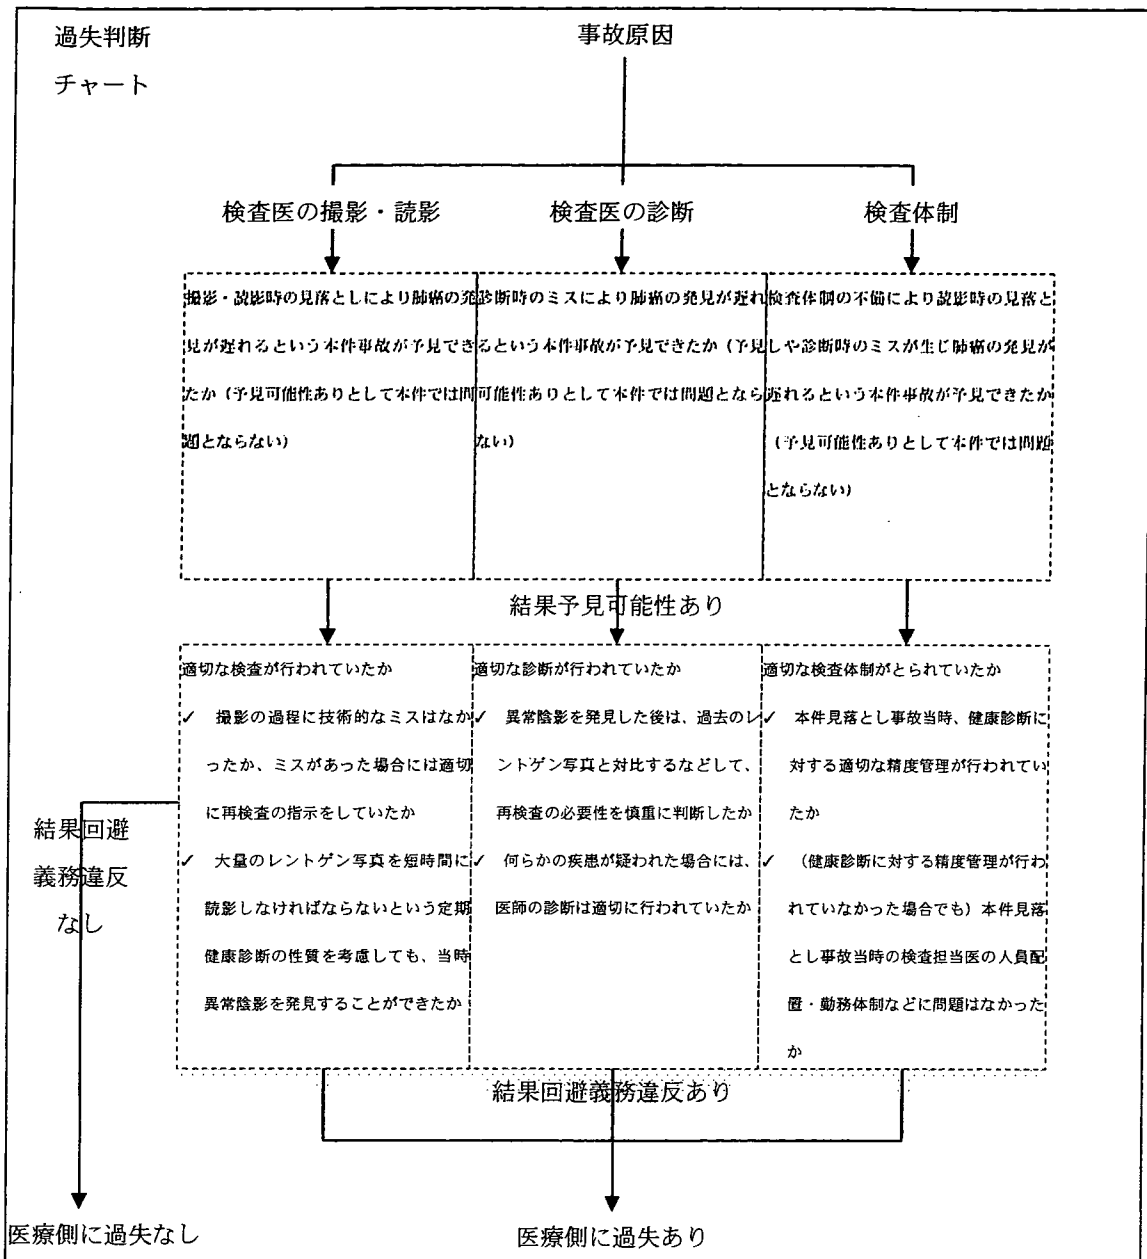 過失判断
チャート
事故原因
検査医の撮影・読影
検査医の診断
検査体制
撮影・読影時の見落としにより肺癌の発
見が遅れるという本件事故が予見でき
たか（予見可能性ありとして本件では問
題とならない）
診断時のミスにより肺癌の発見が遅れ
るという本件事故が予見できたか（予見
可能性ありとして本件では問題となら
ない）
検査体制の不備により読影時の見落と
しや診断時のミスが生じ肺癌の発見が
遅れるという本件事故が予見できたか
（予見可能性ありとして本件では問題
とならない）
結果予見可能性あり
適切な検査が行われていたか
✓ 撮影の過程に技術的なミスはなか
ったか、ミスがあった場合には適切
に再検査の指示をしていたか
✓ 大量のレントゲン写真を短時間に
読影しなければならないという定期
健康診断の性質を考慮しても、当時
異常陰影を発見することができたか
適切な診断が行われていたか
✓ 異常陰影を発見した後は、過去のレ
ントゲン写真と対比するなどして、
再検査の必要性を慎重に判断したか
✓ 何らかの疾患が疑われた場合には、
医師の診断は適切に行われていたか
適切な検査体制がとられていたか
✓ 本件見落とし事故当時、健康診断に
対する適切な精度管理が行われてい
たか
✓ （健康診断に対する精度管理が行わ
れていなかった場合でも）本件見落
とし事故当時の検査担当医の人員配
置・勤務体制などに問題はなかった
か
結果回避
義務違反
なし
結果回避義務違反あり
医療側に過失なし
医療側に過失あり